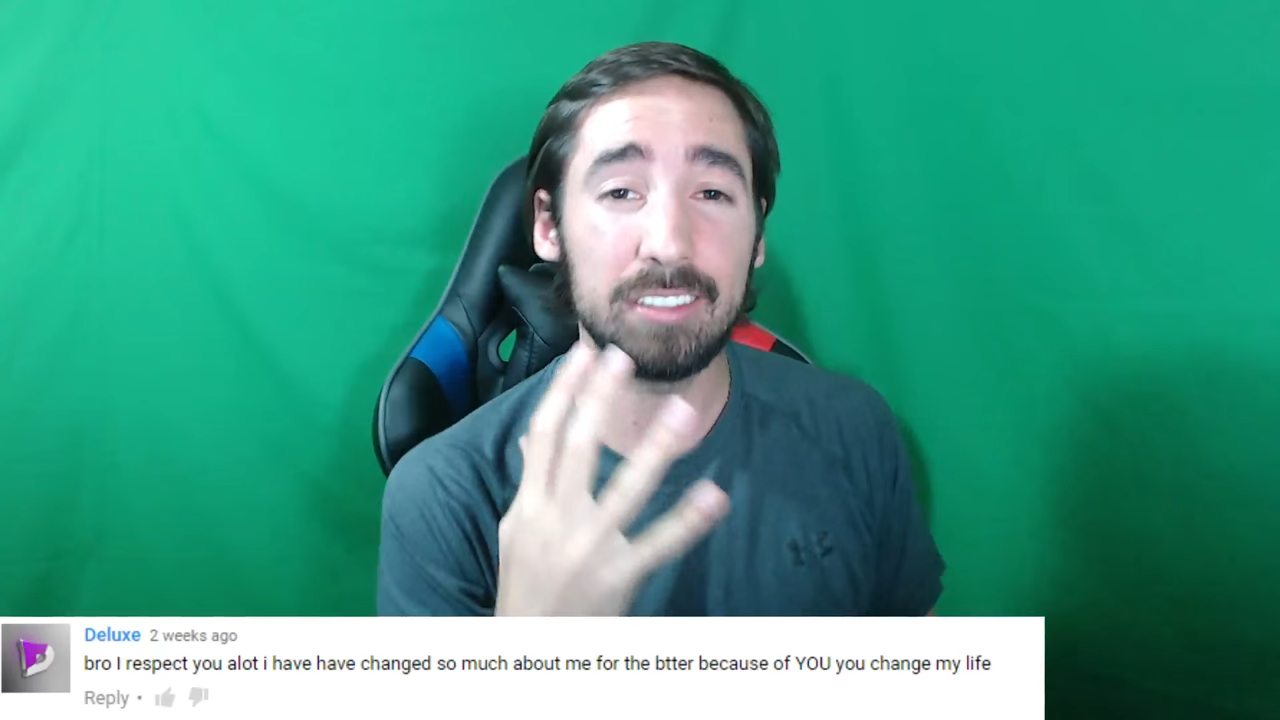 Deluxe 2 weeks ago
bro I respect you alot i have have changed so much about me for the btter because of YOU you change my life
Reply •